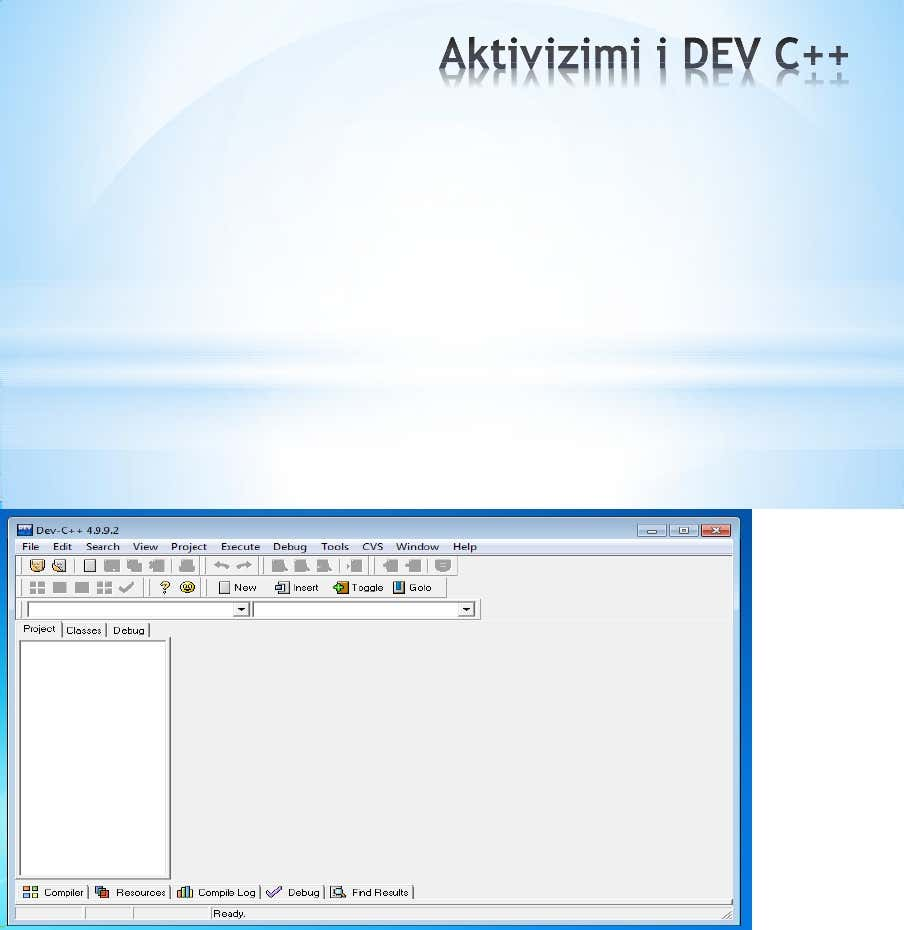 Aktivizimi i DEV C++
Dev-C++ 4.9.9.2
File Edit Search View Project Execute Debug Tools CVS Window Help
New Insert Toggle Goto
Project Classes Debug
Compiler Resources Compile Log Debug Find Results
Ready.